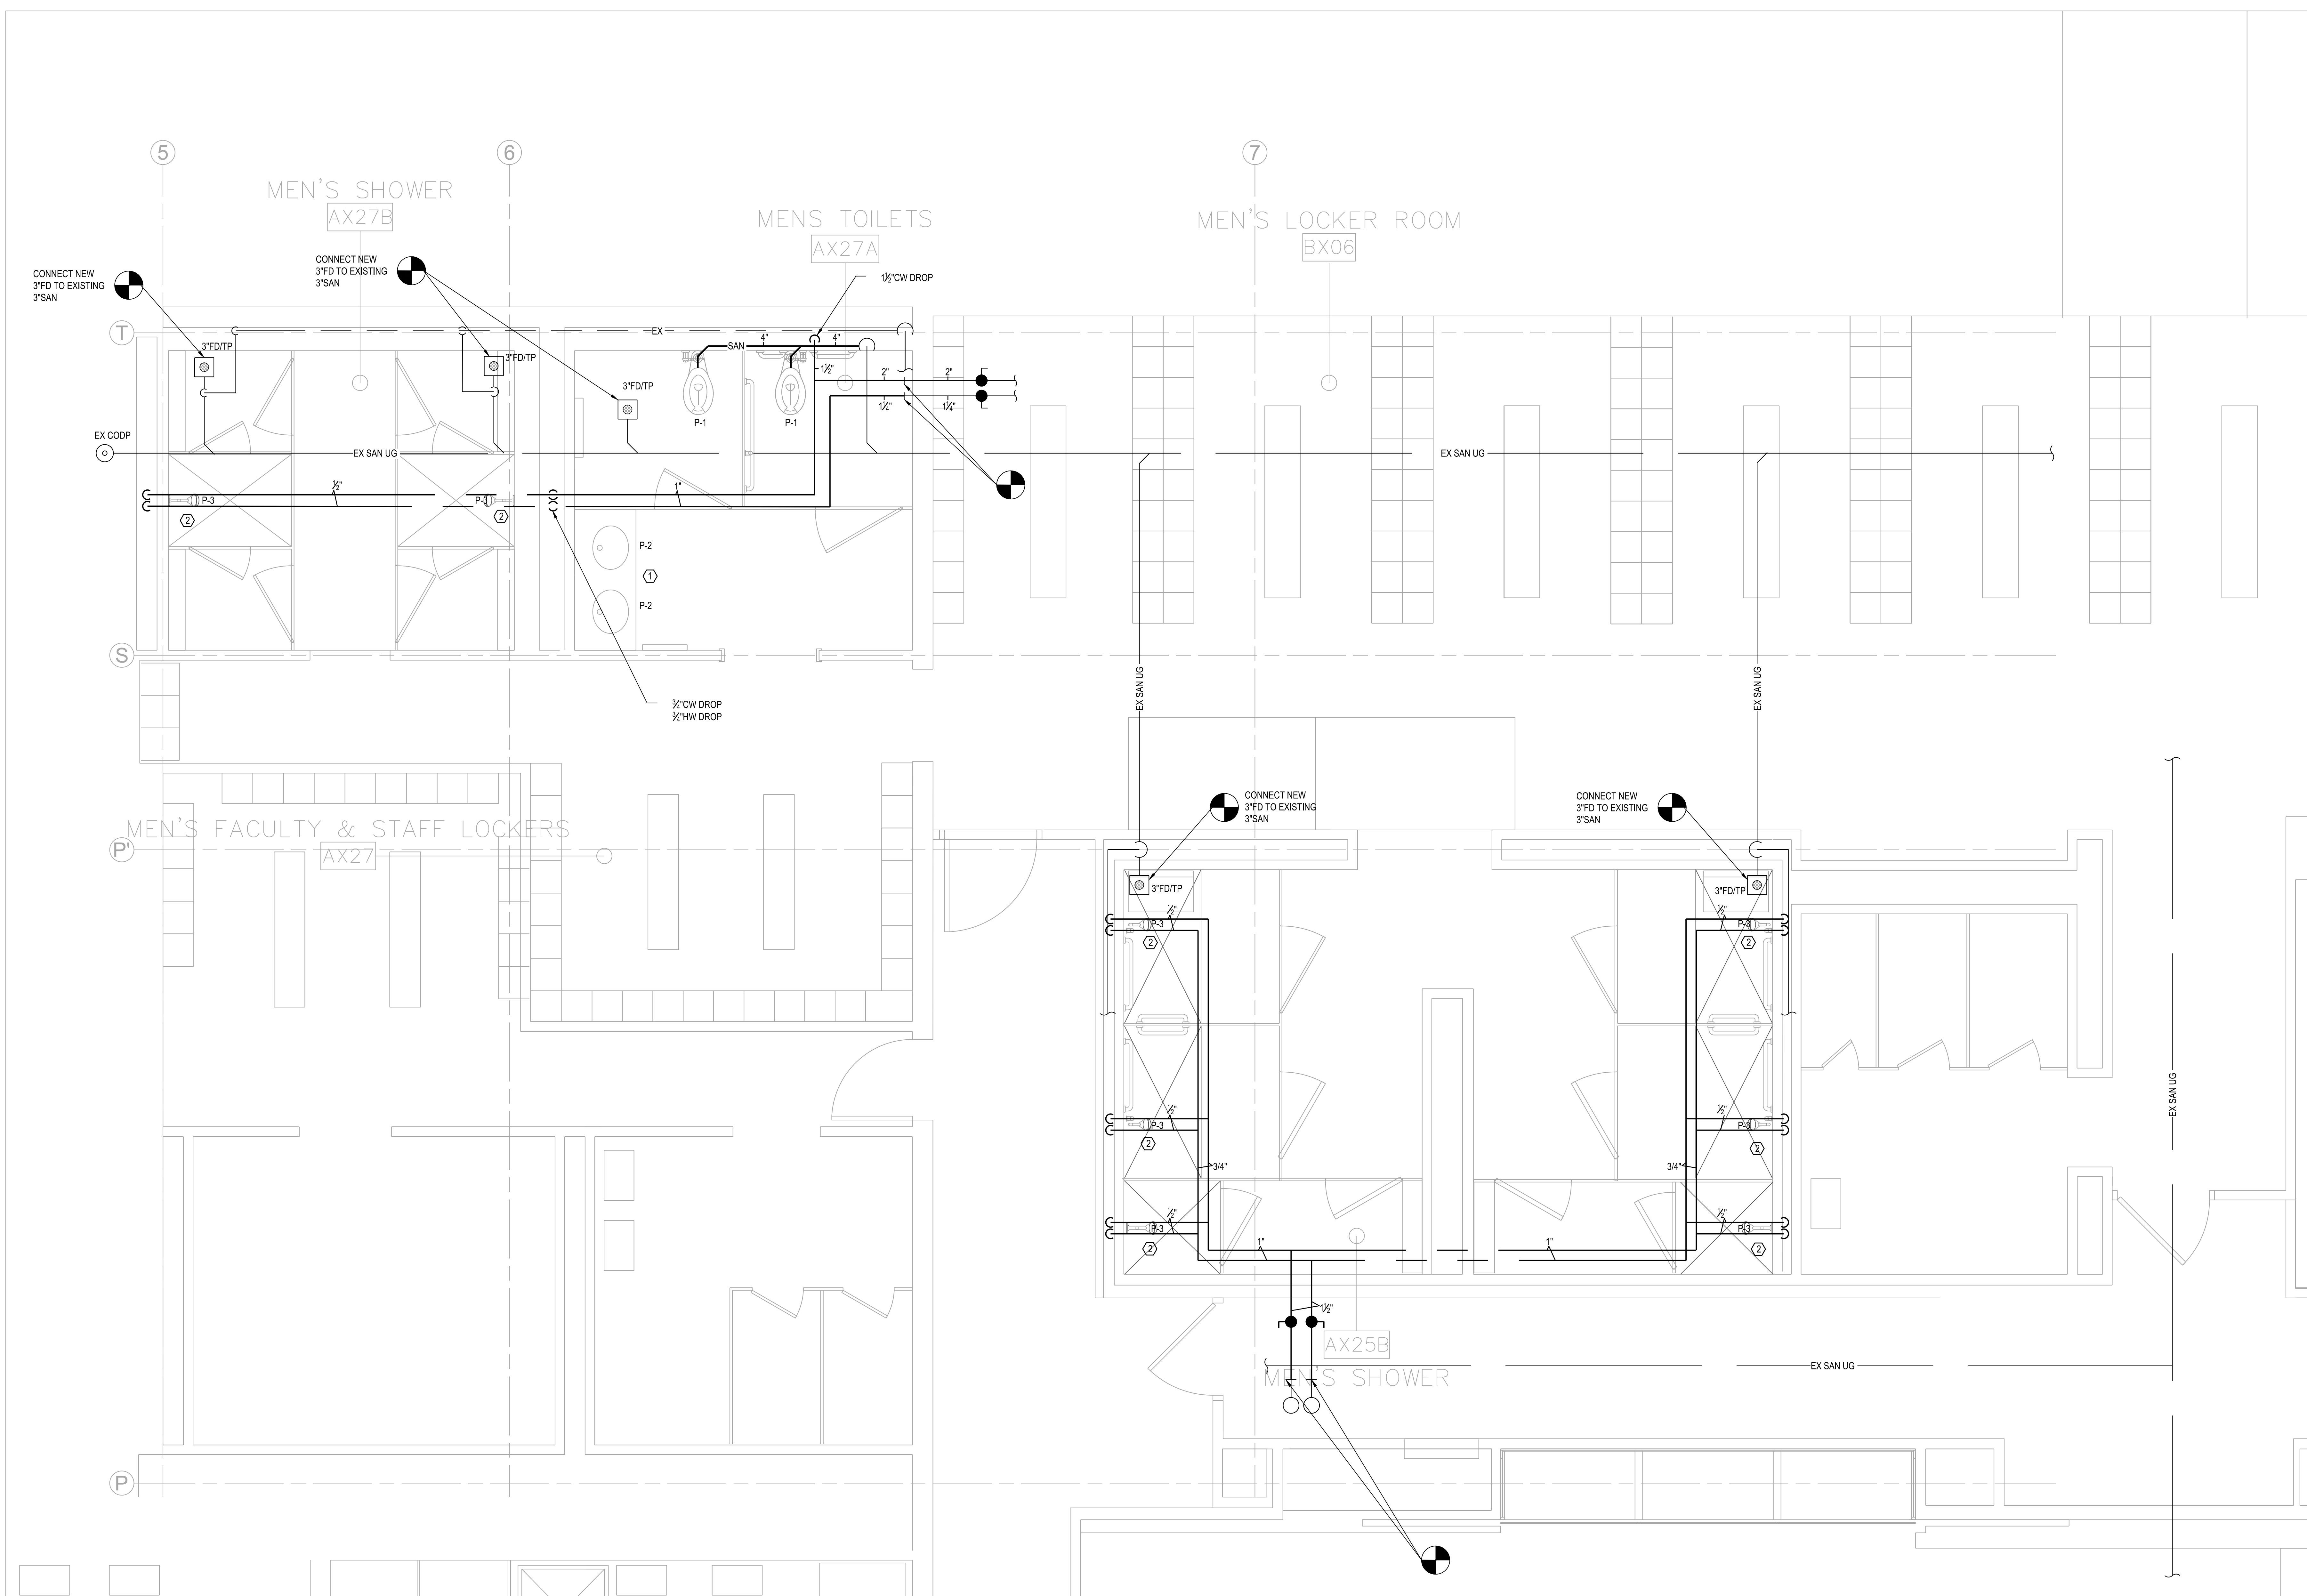 5
6
7
MEN'S SHOWER
AX27B
MENS TOILETS
AX27A
MEN'S LOCKER ROOM
BX06
CONNECT NEW
3"FD TO EXISTING
3"SAN
CONNECT NEW
3"FD TO EXISTING
3"SAN
1½"CW DROP
T
EX
3"FD/TP
3"FD/TP
SAN
4"
4"
1½"
2"
2"
3"FD/TP
1¼"
1¼"
P-1
P-1
EX CODP
EX SAN UG
EX SAN UG
½"
1"
P-3
P-3
2
2
P-2
1
P-2
S
¾"CW DROP
¾"HW DROP
EX SAN UG
EX SAN UG
CONNECT NEW
3"FD TO EXISTING
3"SAN
CONNECT NEW
3"FD TO EXISTING
3"SAN
MEN'S FACULTY & STAFF LOCKERS
P'
AX27
3"FD/TP
3"FD/TP
½"
½"
P-3
P-3
2
2
EX SAN UG
½"
½"
P-3
P-3
2
2
3/4"
3/4"
½"
½"
P-3
P-3
2
2
1"
1"
1½"
AX25B
MEN'S SHOWER
EX SAN UG
P